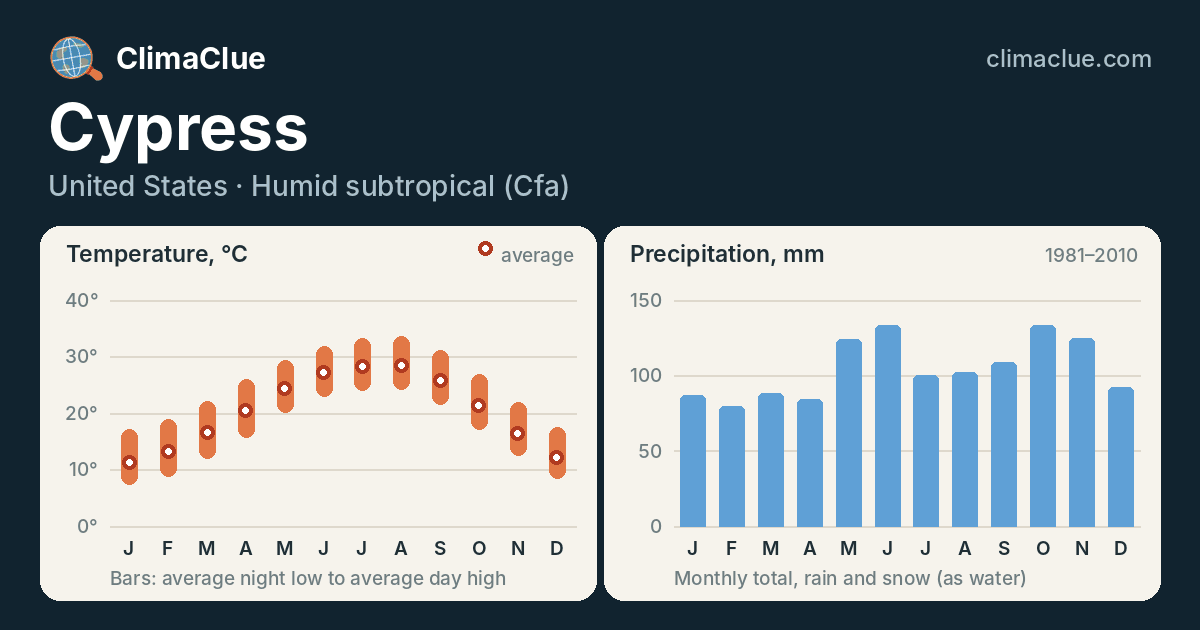 ClimaClue
climaclue.com
Cypress
United States · Humid subtropical (Cfa)
Temperature, °C
average
40°
30°
20°
10°
0°
J F M A M J J A S O N D
Bars: average night low to average day high
Precipitation, mm
1981–2010
150
100
50
0
J F M A M J J A S O N D
Monthly total, rain and snow (as water)